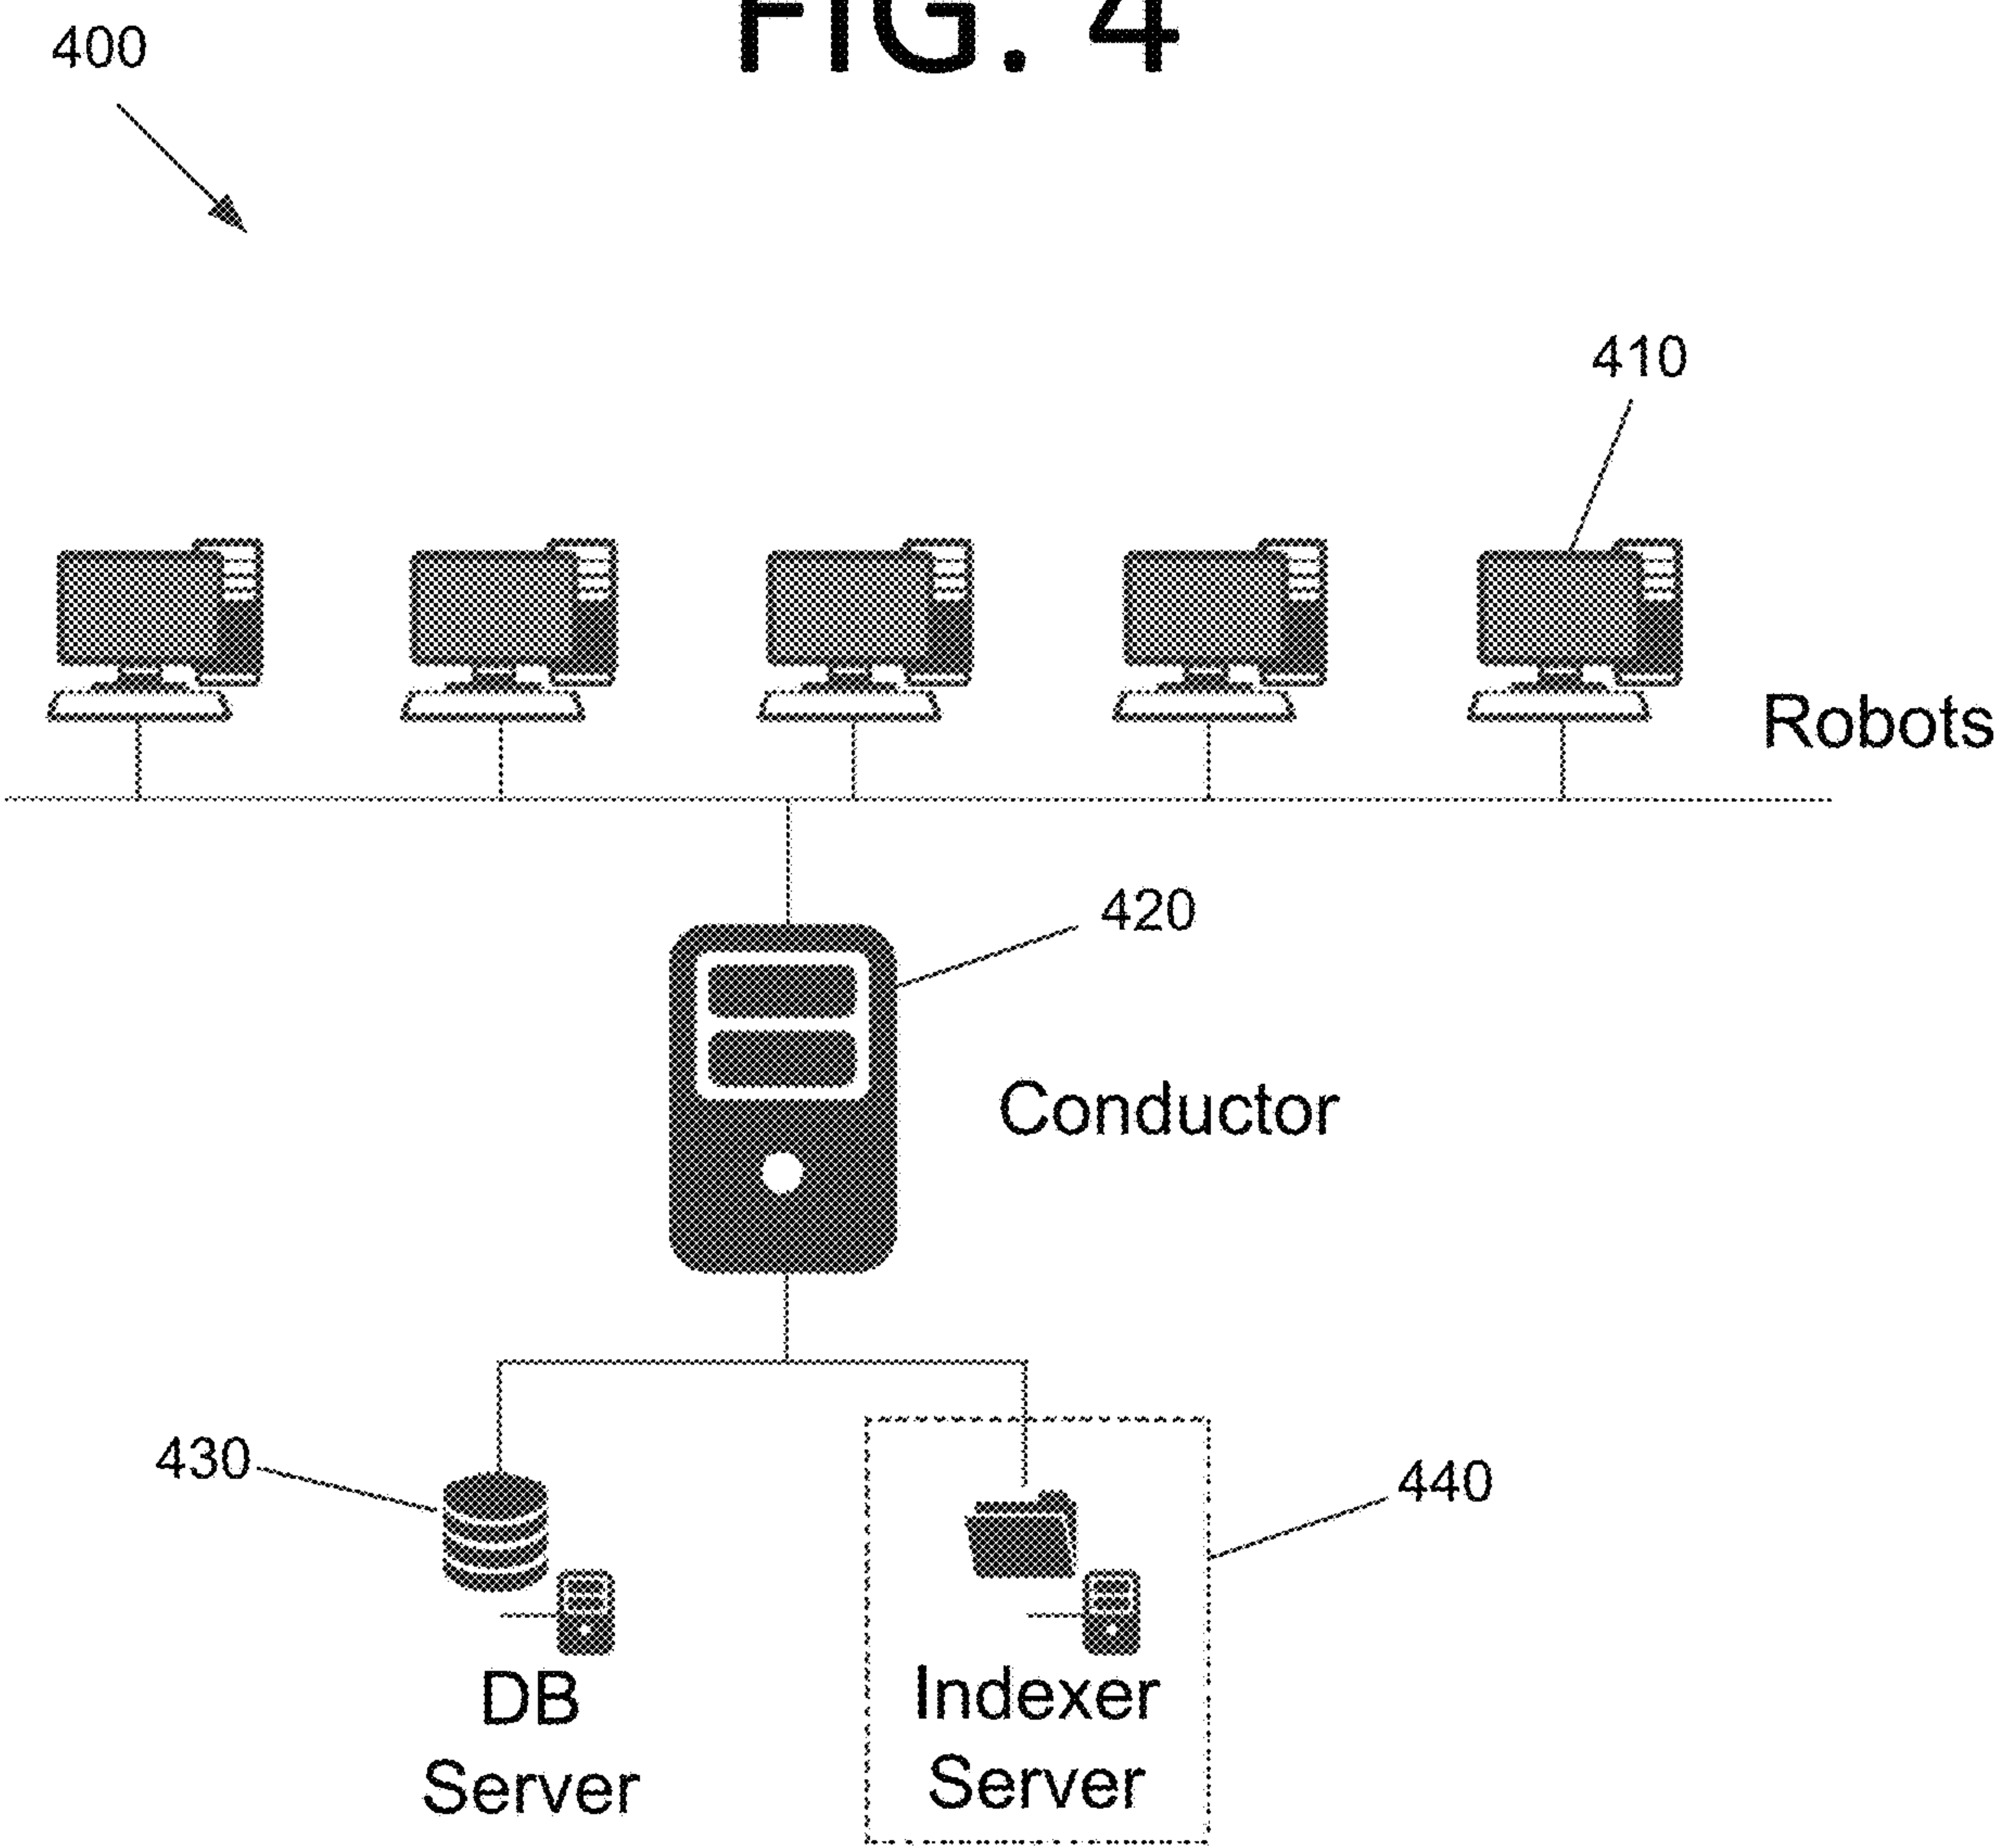 FIG. 4
400
410
Robots
420
Conductor
430
440
DB
Server
Indexer
Server